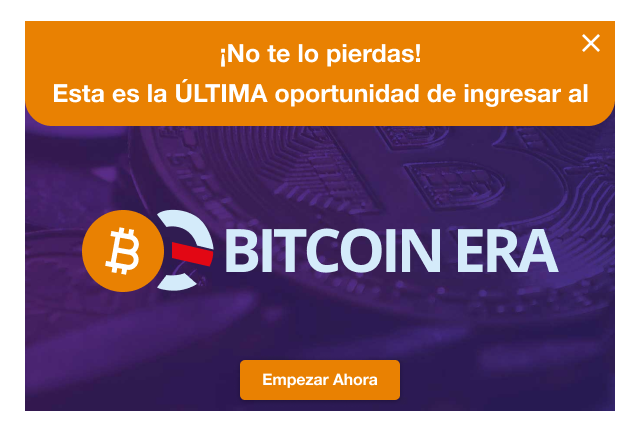 ¡No te lo pierdas!
Esta es la ÚLTIMA oportunidad de ingresar al
BITCOIN ERA
Empezar Ahora